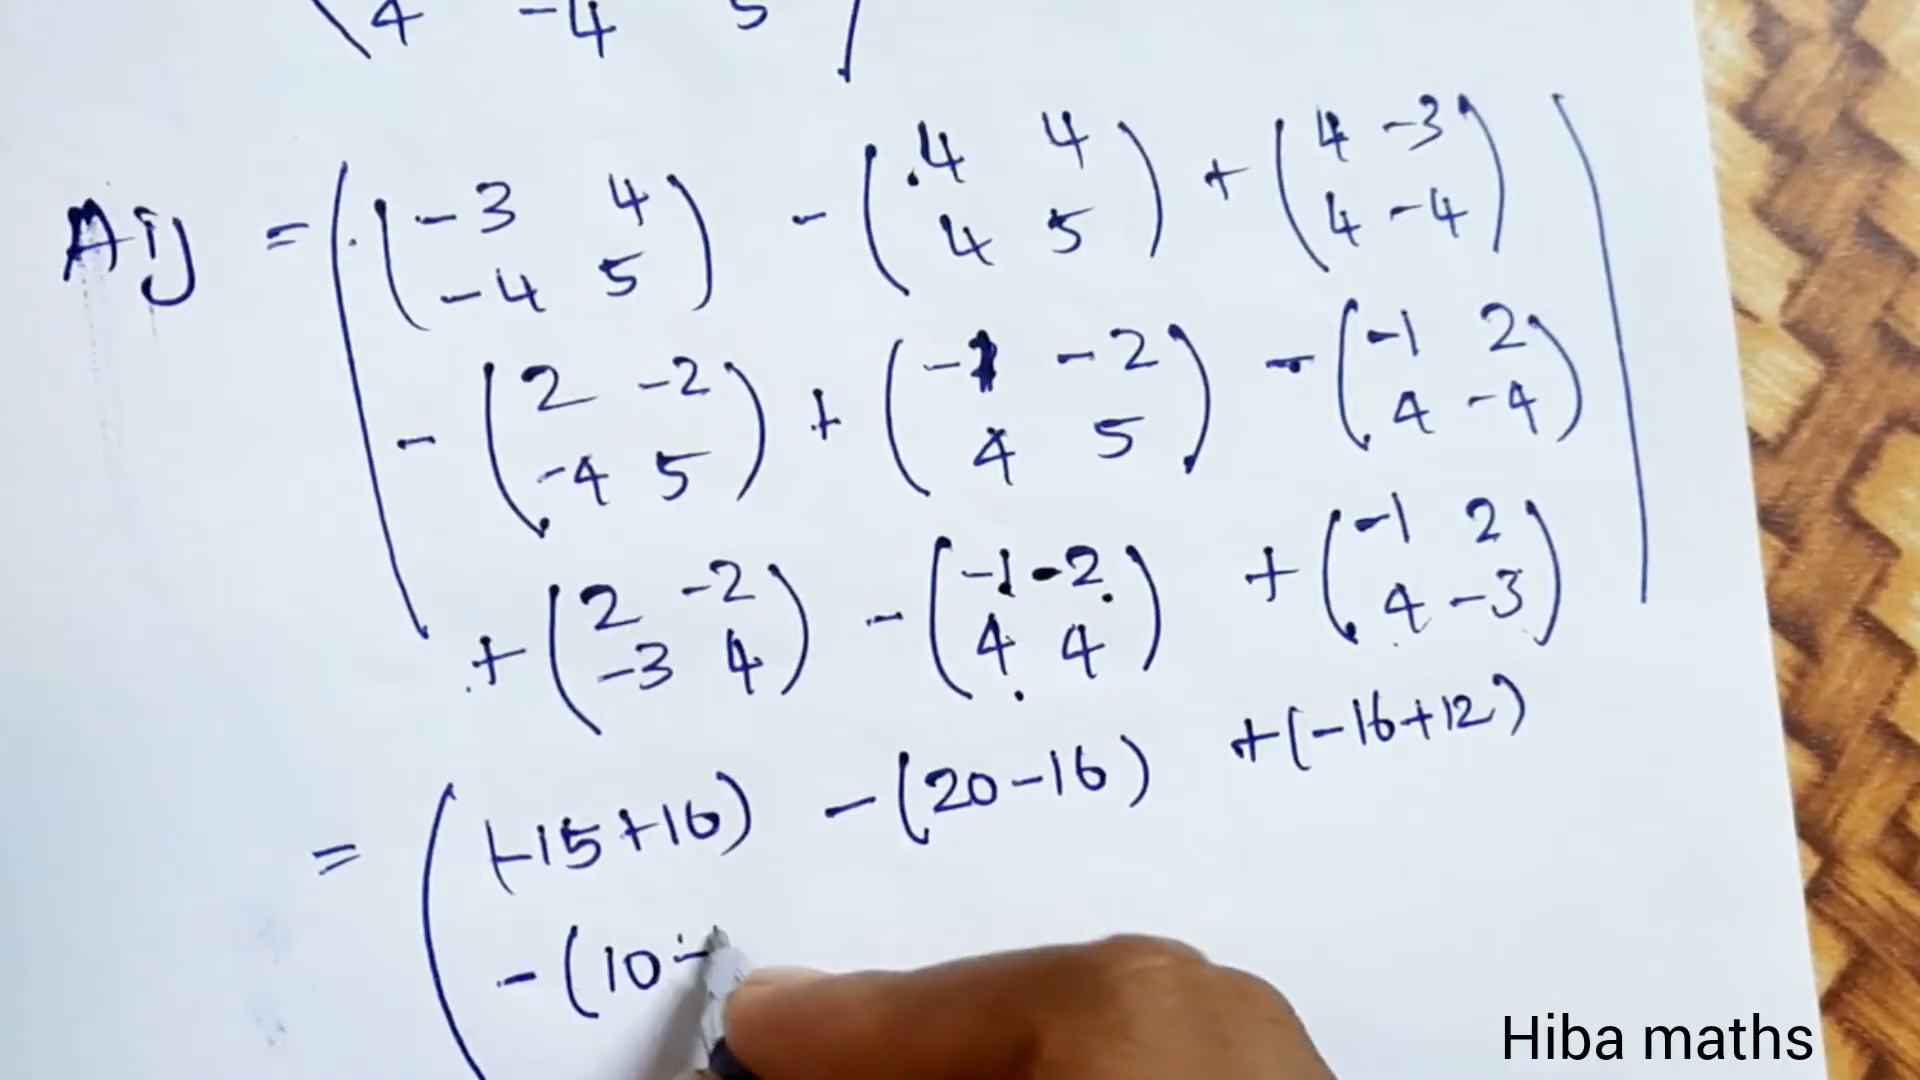 4 -4 5
Aij = ( ( -3 4 ) - ( 4 4 ) + ( 4 -3 ) )
-4 5 4 5 4 -4
- ( 2 -2 ) + ( -1 -2 ) - ( -1 2 )
-4 5 4 5 4 -4
+ ( 2 -2 ) - ( -1 -2 ) + ( -1 2 )
-3 4 4 4 4 -3
= ( (-15+16) - (20-16) + (-16+12)
- (10-
Hiba maths